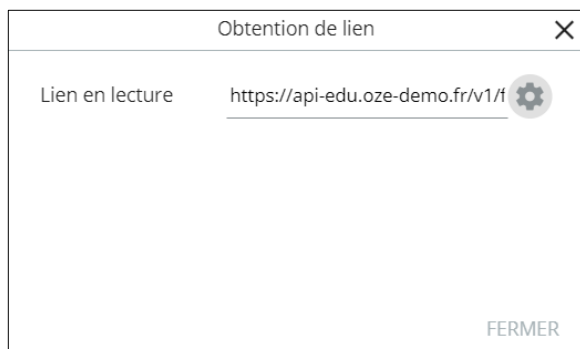 Obtention de lien
Lien en lecture https://api-edu.oze-demo.fr/v1/f
FERMER